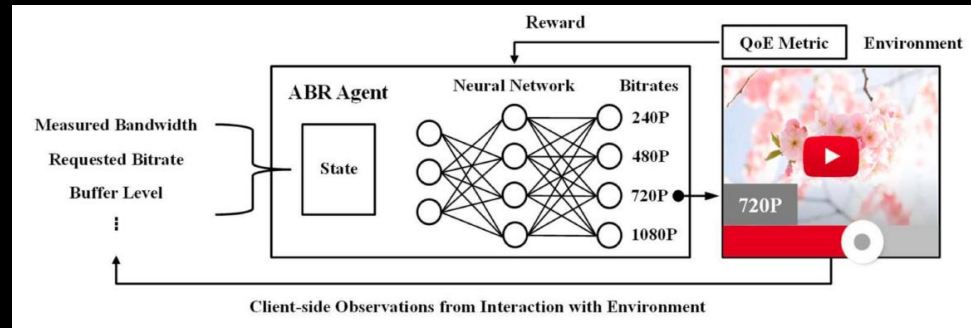 Reward
QoE Metric
Environment
ABR Agent
Neural Network
Bitrates
Measured Bandwidth
Requested Bitrate
Buffer Level
⋮
State
240P
480P
720P
1080P
720P
Client-side Observations from Interaction with Environment